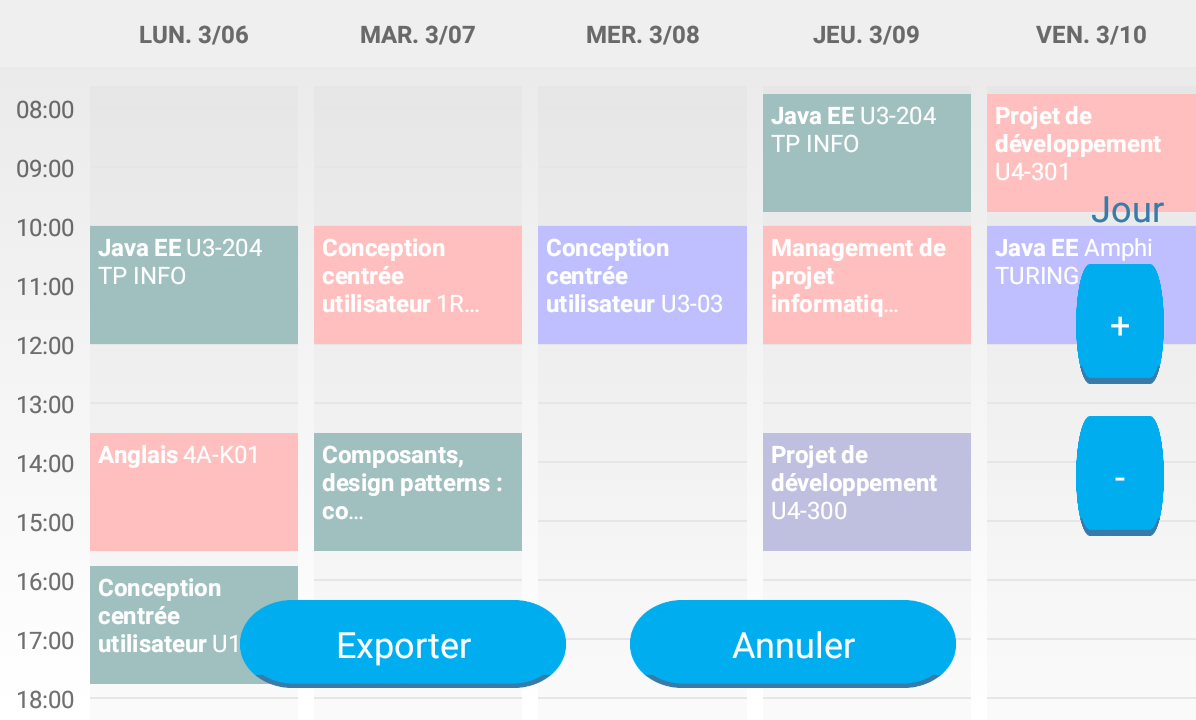 LUN. 3/06
MAR. 3/07
MER. 3/08
JEU. 3/09
VEN. 3/10
08:00
09:00
10:00
11:00
12:00
13:00
14:00
15:00
16:00
17:00
18:00
Java EE U3-204
TP INFO
Anglais 4A-K01
Conception
centrée
utilisateur U1
Conception
centrée
utilisateur 1R...
Composants,
design patterns :
co...
Conception
centrée
utilisateur U3-03
Java EE U3-204
TP INFO
Management de
projet
informatiq...
Projet de
développement
U4-300
Projet de
développement
U4-301
Jour
Java EE Amphi
TURING
+
-
Exporter
Annuler